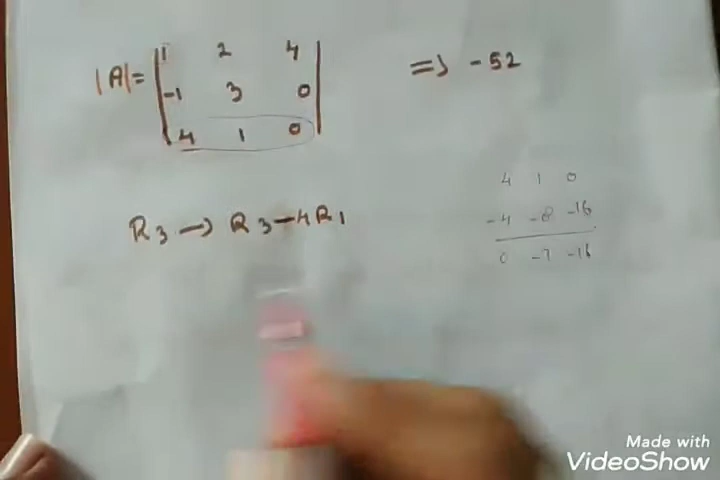 |A| = | 1 2 4 | => -52
-1 3 0
4 1 0
R3 → R3 - 4R1
4 1 0
-4 -8 -16
0 -7 -16
Made with
VideoShow